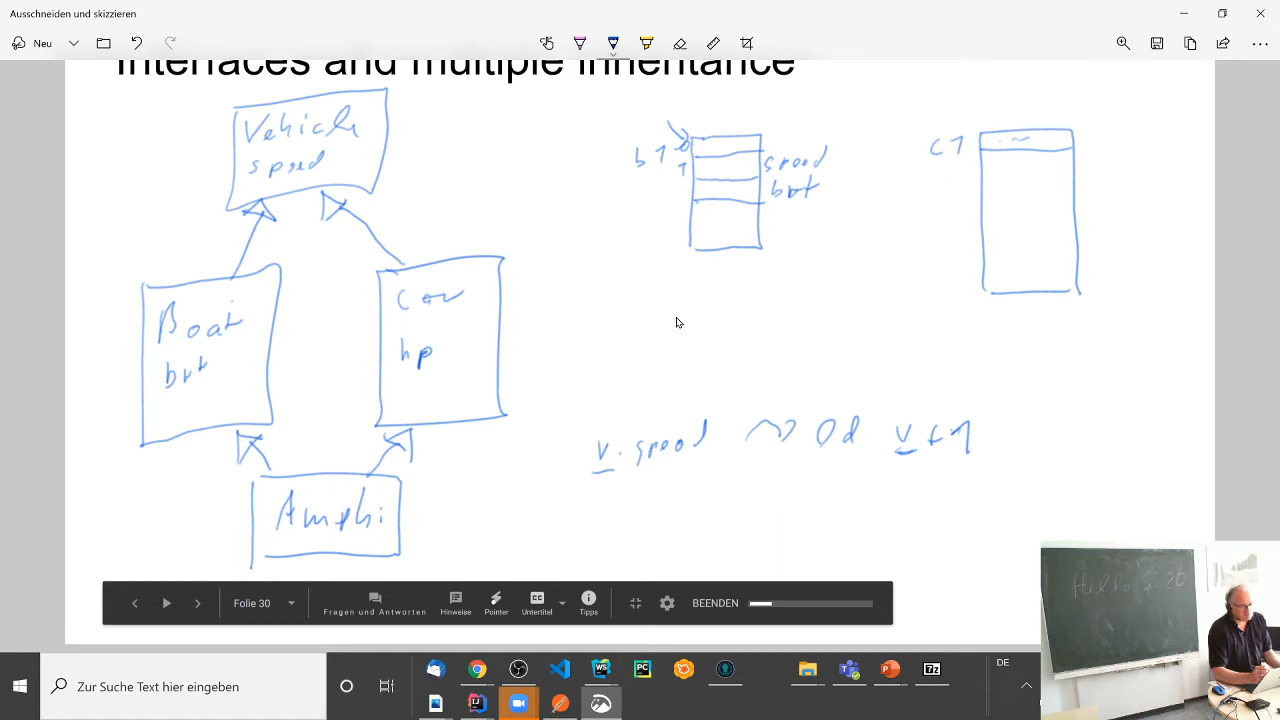 Ausschneiden und skizzieren
Neu
Interfaces and multiple inheritance
Vehicle
speed
Boat
brt
Car
hp
Amphi
b1
0
1
speed
brt
c1
v.speed ~> ld v+1
Folie 30
Fragen und Antworten
Hinweise
Pointer
Untertitel
Tipps
BEENDEN
Zur Suche Text hier eingeben
DE